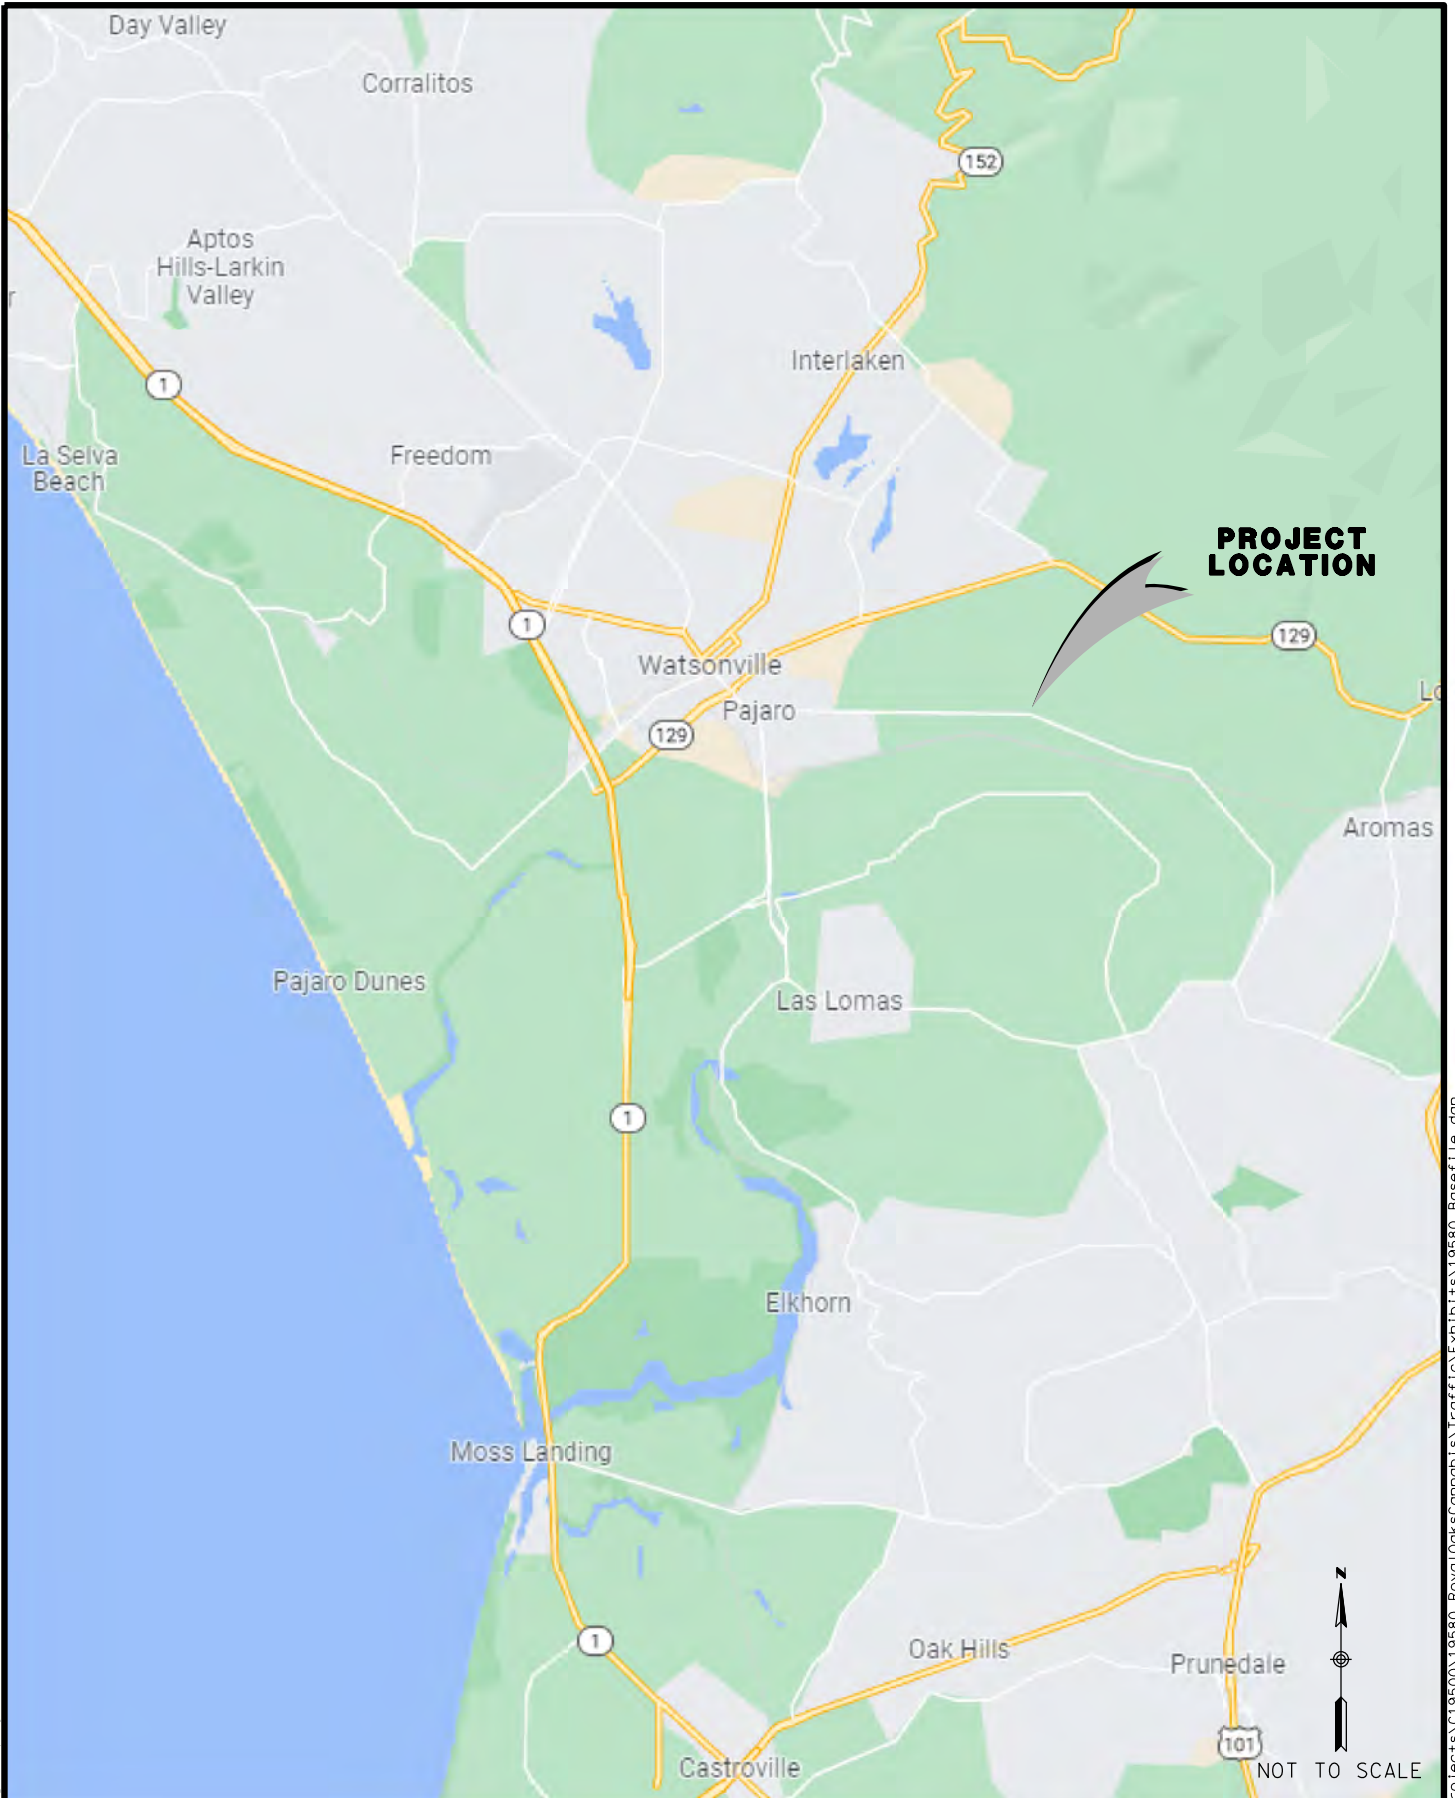 Day Valley
Corralitos
152
Aptos
Hills-Larkin
Valley
r
Interlaken
1
La Selva
Beach
Freedom
PROJECT
LOCATION
1
129
Watsonville
Lo
Pajaro
129
Aromas
Pajaro Dunes
Las Lomas
1
Elkhorn
Moss Landing
N
1
Oak Hills
Prunedale
101
Castroville
NOT TO SCALE